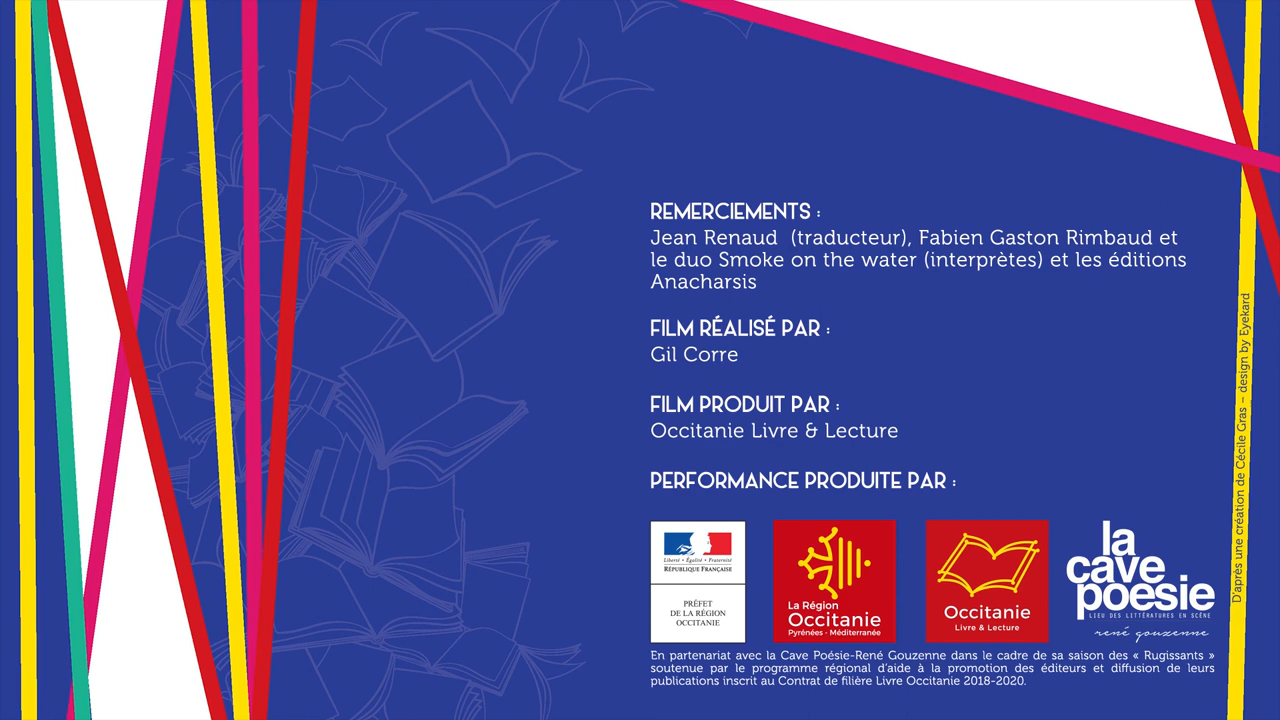 REMERCIEMENTS :
Jean Renaud (traducteur), Fabien Gaston Rimbaud et
le duo Smoke on the water (interprètes) et les éditions
Anacharsis
FILM RÉALISÉ PAR :
Gil Corre
FILM PRODUIT PAR :
Occitanie Livre & Lecture
PERFORMANCE PRODUITE PAR :
Liberté • Égalité • Fraternité
RÉPUBLIQUE FRANÇAISE
PRÉFET
DE LA RÉGION
OCCITANIE
La Région
Occitanie
Pyrénées - Méditerranée
Occitanie
Livre & Lecture
la
cave
poésie
LIEU DES LITTÉRATURES EN SCÈNE
rené gouzenne
En partenariat avec la Cave Poésie-René Gouzenne dans le cadre de sa saison des « Rugissants »
soutenue par le programme régional d'aide à la promotion des éditeurs et diffusion de leurs
publications inscrit au Contrat de filière Livre Occitanie 2018-2020.
D'après une création de Cécile Gras – design by Eyekard